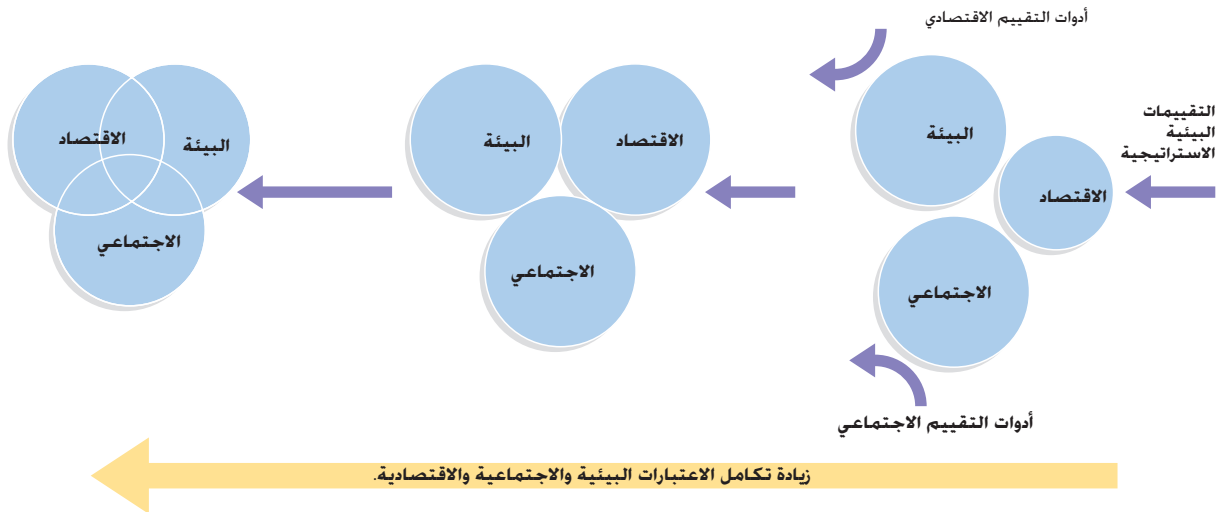 أدوات التقييم الاقتصادي
التقييمات
البيئية
الاستراتيجية
البيئة
الاقتصاد
الاجتماعي
أدوات التقييم الاجتماعي
الاقتصاد
البيئة
الاجتماعي
البيئة
الاقتصاد
الاجتماعي
زيادة تكامل الاعتبارات البيئية والاجتماعية والاقتصادية.